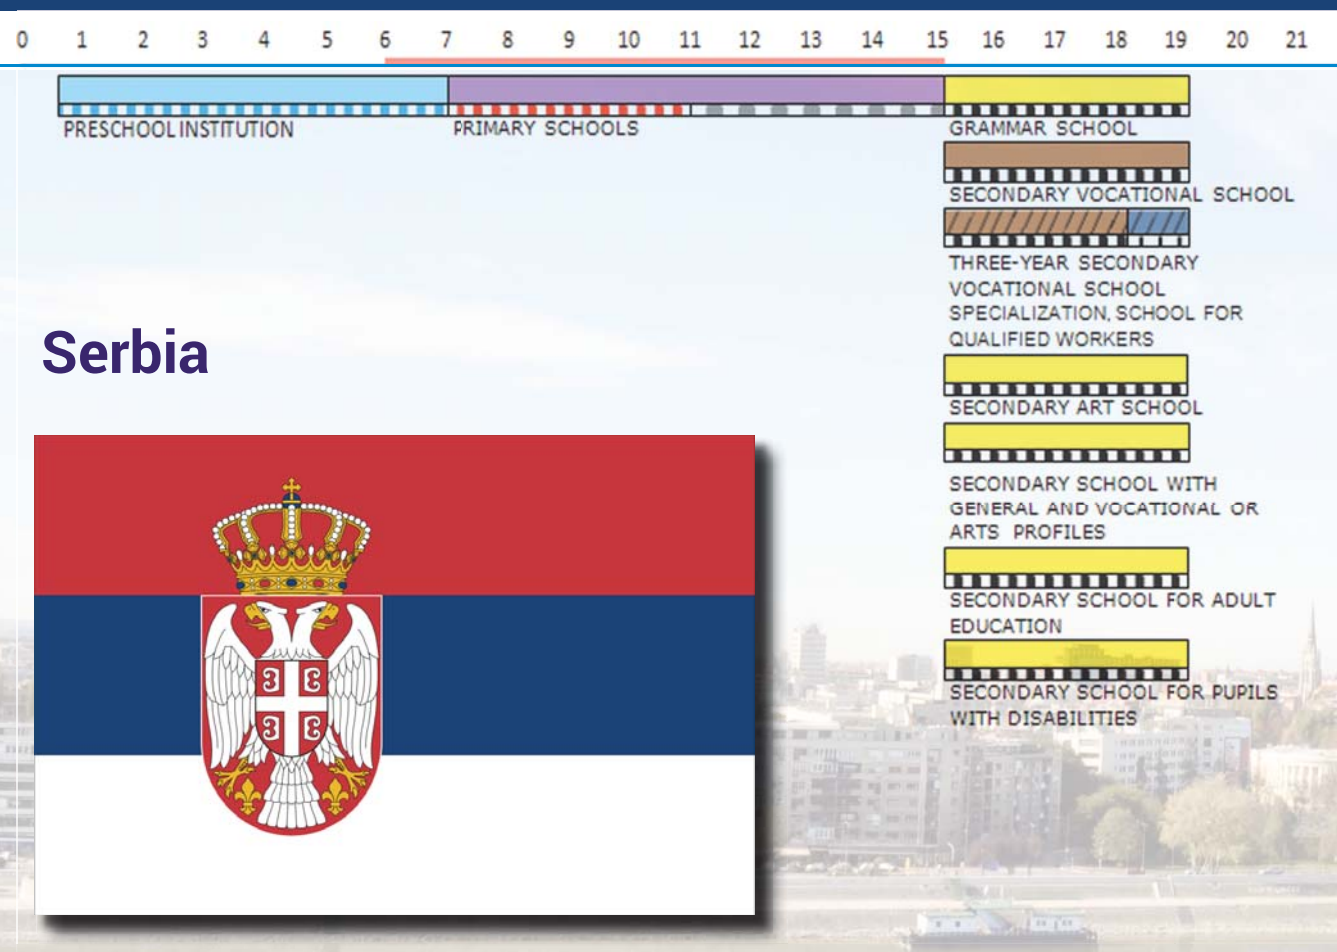 0 1 2 3 4 5 6 7 8 9 10 11 12 13 14 15 16 17 18 19 20 21
PRESCHOOL INSTITUTION PRIMARY SCHOOLS GRAMMAR SCHOOL
SECONDARY VOCATIONAL SCHOOL
THREE-YEAR SECONDARY
VOCATIONAL SCHOOL
SPECIALIZATION, SCHOOL FOR
QUALIFIED WORKERS
Serbia
SECONDARY ART SCHOOL
SECONDARY SCHOOL WITH
GENERAL AND VOCATIONAL OR
ARTS PROFILES
SECONDARY SCHOOL FOR ADULT
EDUCATION
SECONDARY SCHOOL FOR PUPILS
WITH DISABILITIES